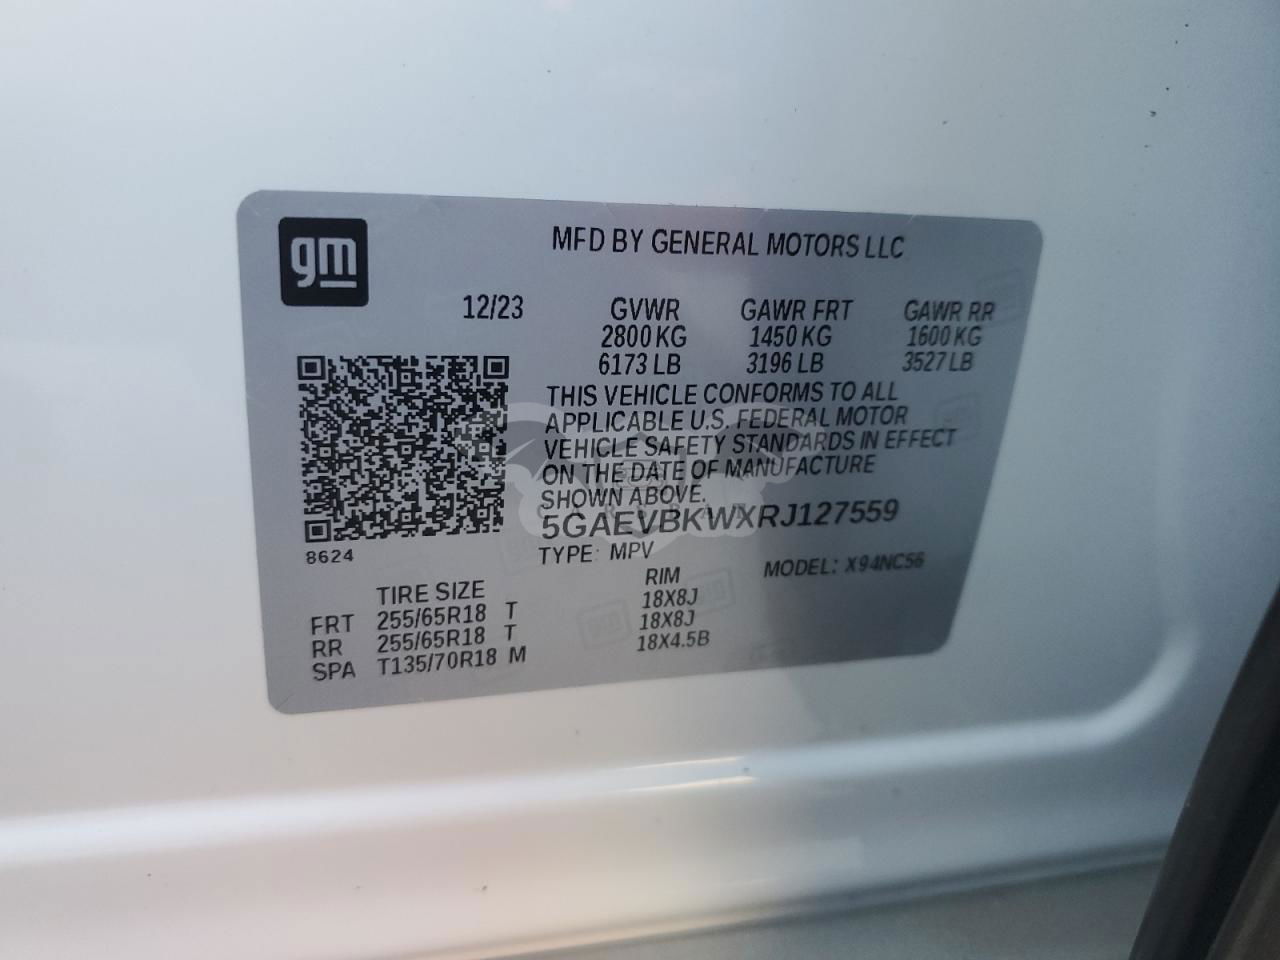 gm
MFD BY GENERAL MOTORS LLC
12/23 GVWR GAWR FRT GAWR RR
2800 KG 1450 KG 1600 KG
6173 LB 3196 LB 3527 LB
THIS VEHICLE CONFORMS TO ALL
APPLICABLE U.S. FEDERAL MOTOR
VEHICLE SAFETY STANDARDS IN EFFECT
ON THE DATE OF MANUFACTURE
SHOWN ABOVE.
5GAEVBKWXRJ127559
8624
TYPE: MPV MODEL: X94NC56
TIRE SIZE RIM
FRT 255/65R18 T 18X8J
RR 255/65R18 T 18X8J
SPA T135/70R18 M 18X4.5B